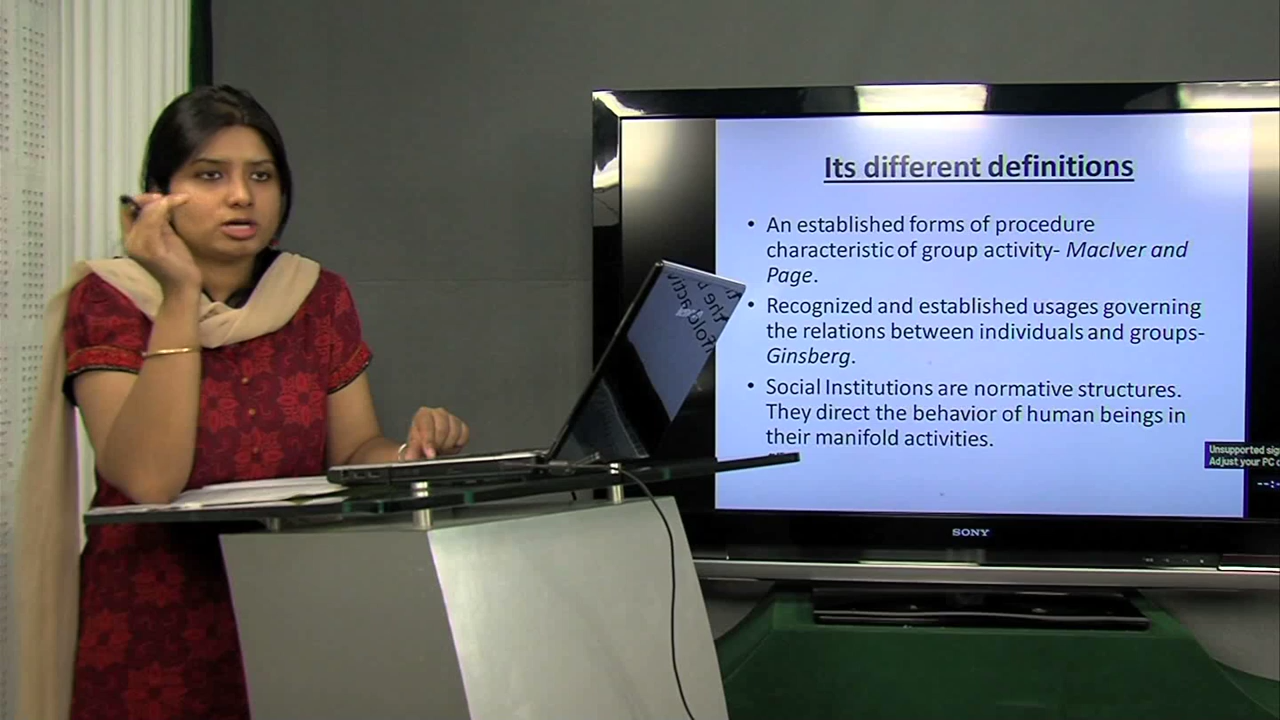 Its different definitions
• An established forms of procedure
characteristic of group activity- MacIver and
Page.
• Recognized and established usages governing
the relations between individuals and groups-
Ginsberg.
• Social Institutions are normative structures.
They direct the behavior of human beings in
their manifold activities.
Unsupported
Adjust your PC
SONY